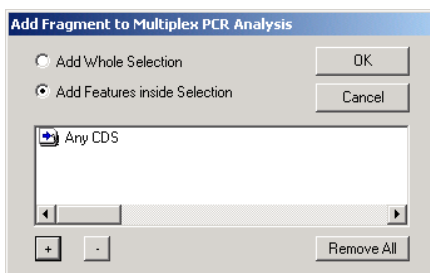 Add Fragment to Multiplex PCR Analysis
Add Whole Selection
OK
Add Features inside Selection
Cancel
Any CDS
+
-
Remove All